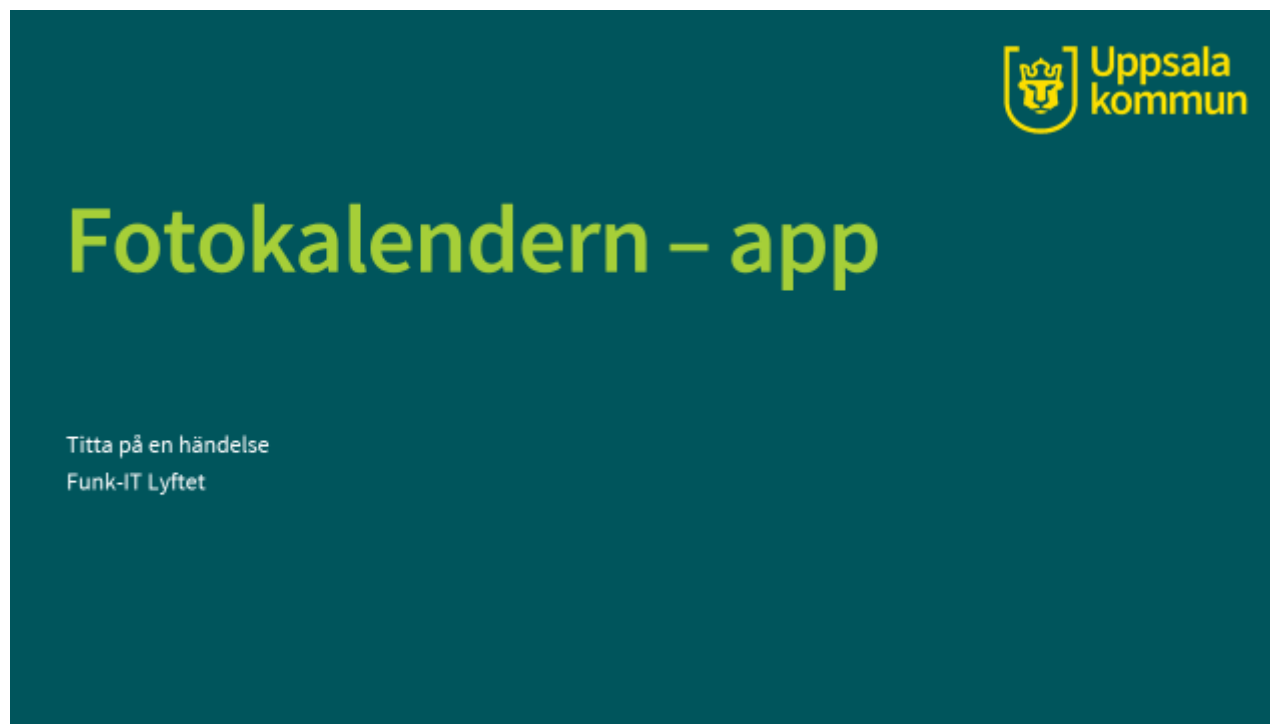 Uppsala
kommun
Fotokalendern – app
Titta på en händelse
Funk-IT Lyftet